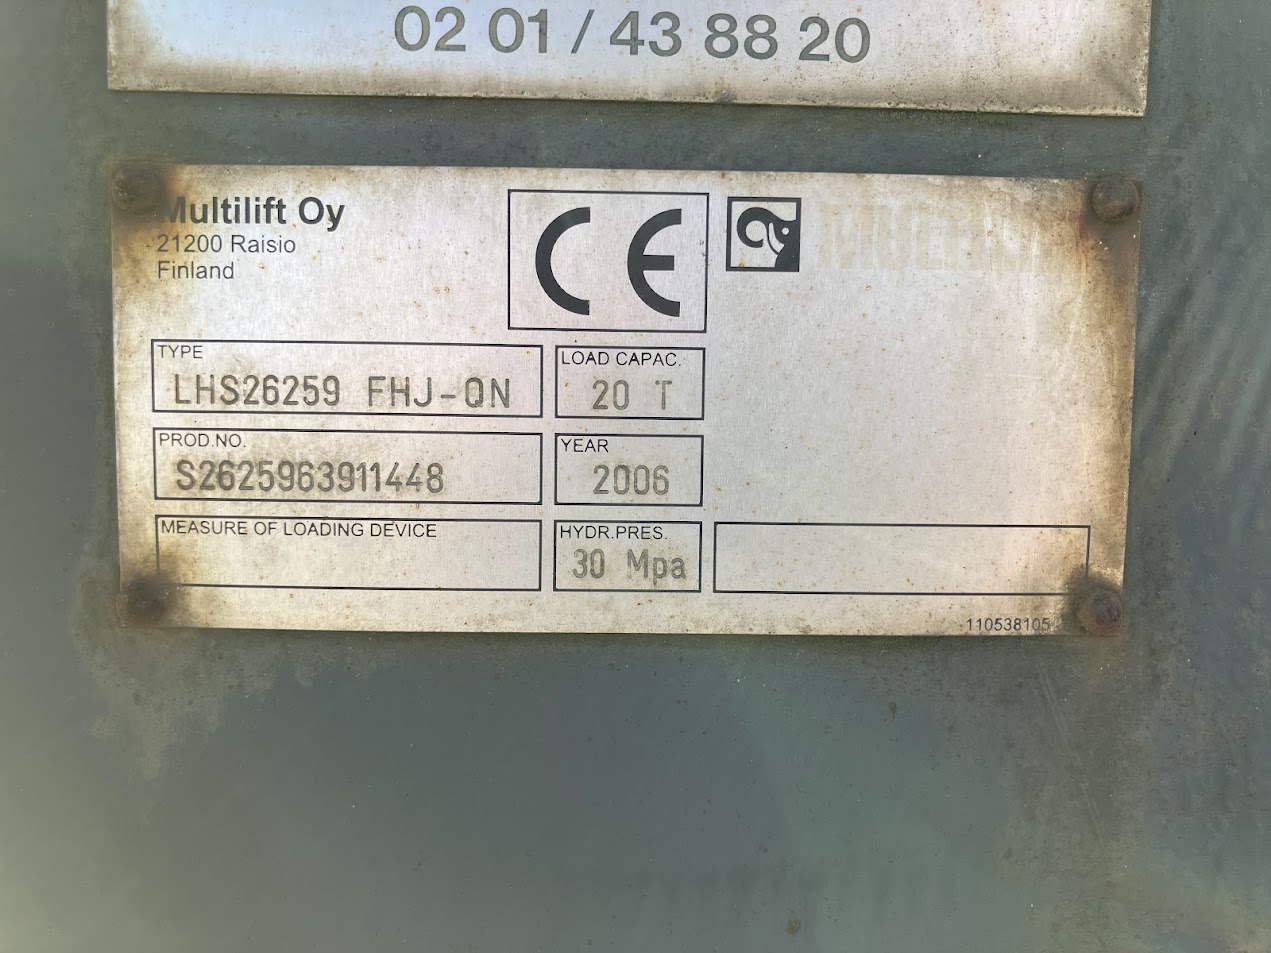 02 01 / 43 88 20
Multilift Oy
21200 Raisio
Finland
CE
TYPE
LHS26259 FHJ-QN
LOAD CAPAC.
20 T
PROD.NO.
S2625963911448
YEAR
2006
MEASURE OF LOADING DEVICE
HYDR.PRES.
30 Mpa
110538105